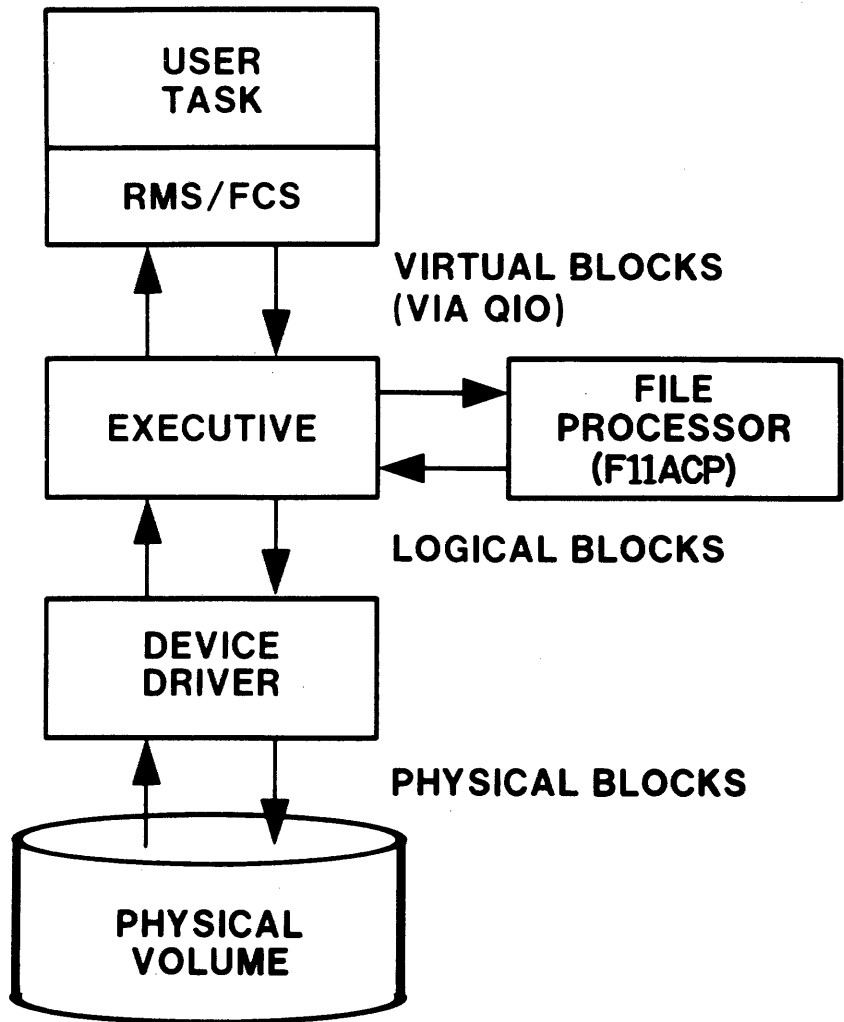 USER
TASK
RMS/FCS
VIRTUAL BLOCKS
(VIA QIO)
EXECUTIVE
FILE
PROCESSOR
(F11ACP)
LOGICAL BLOCKS
DEVICE
DRIVER
PHYSICAL BLOCKS
PHYSICAL
VOLUME